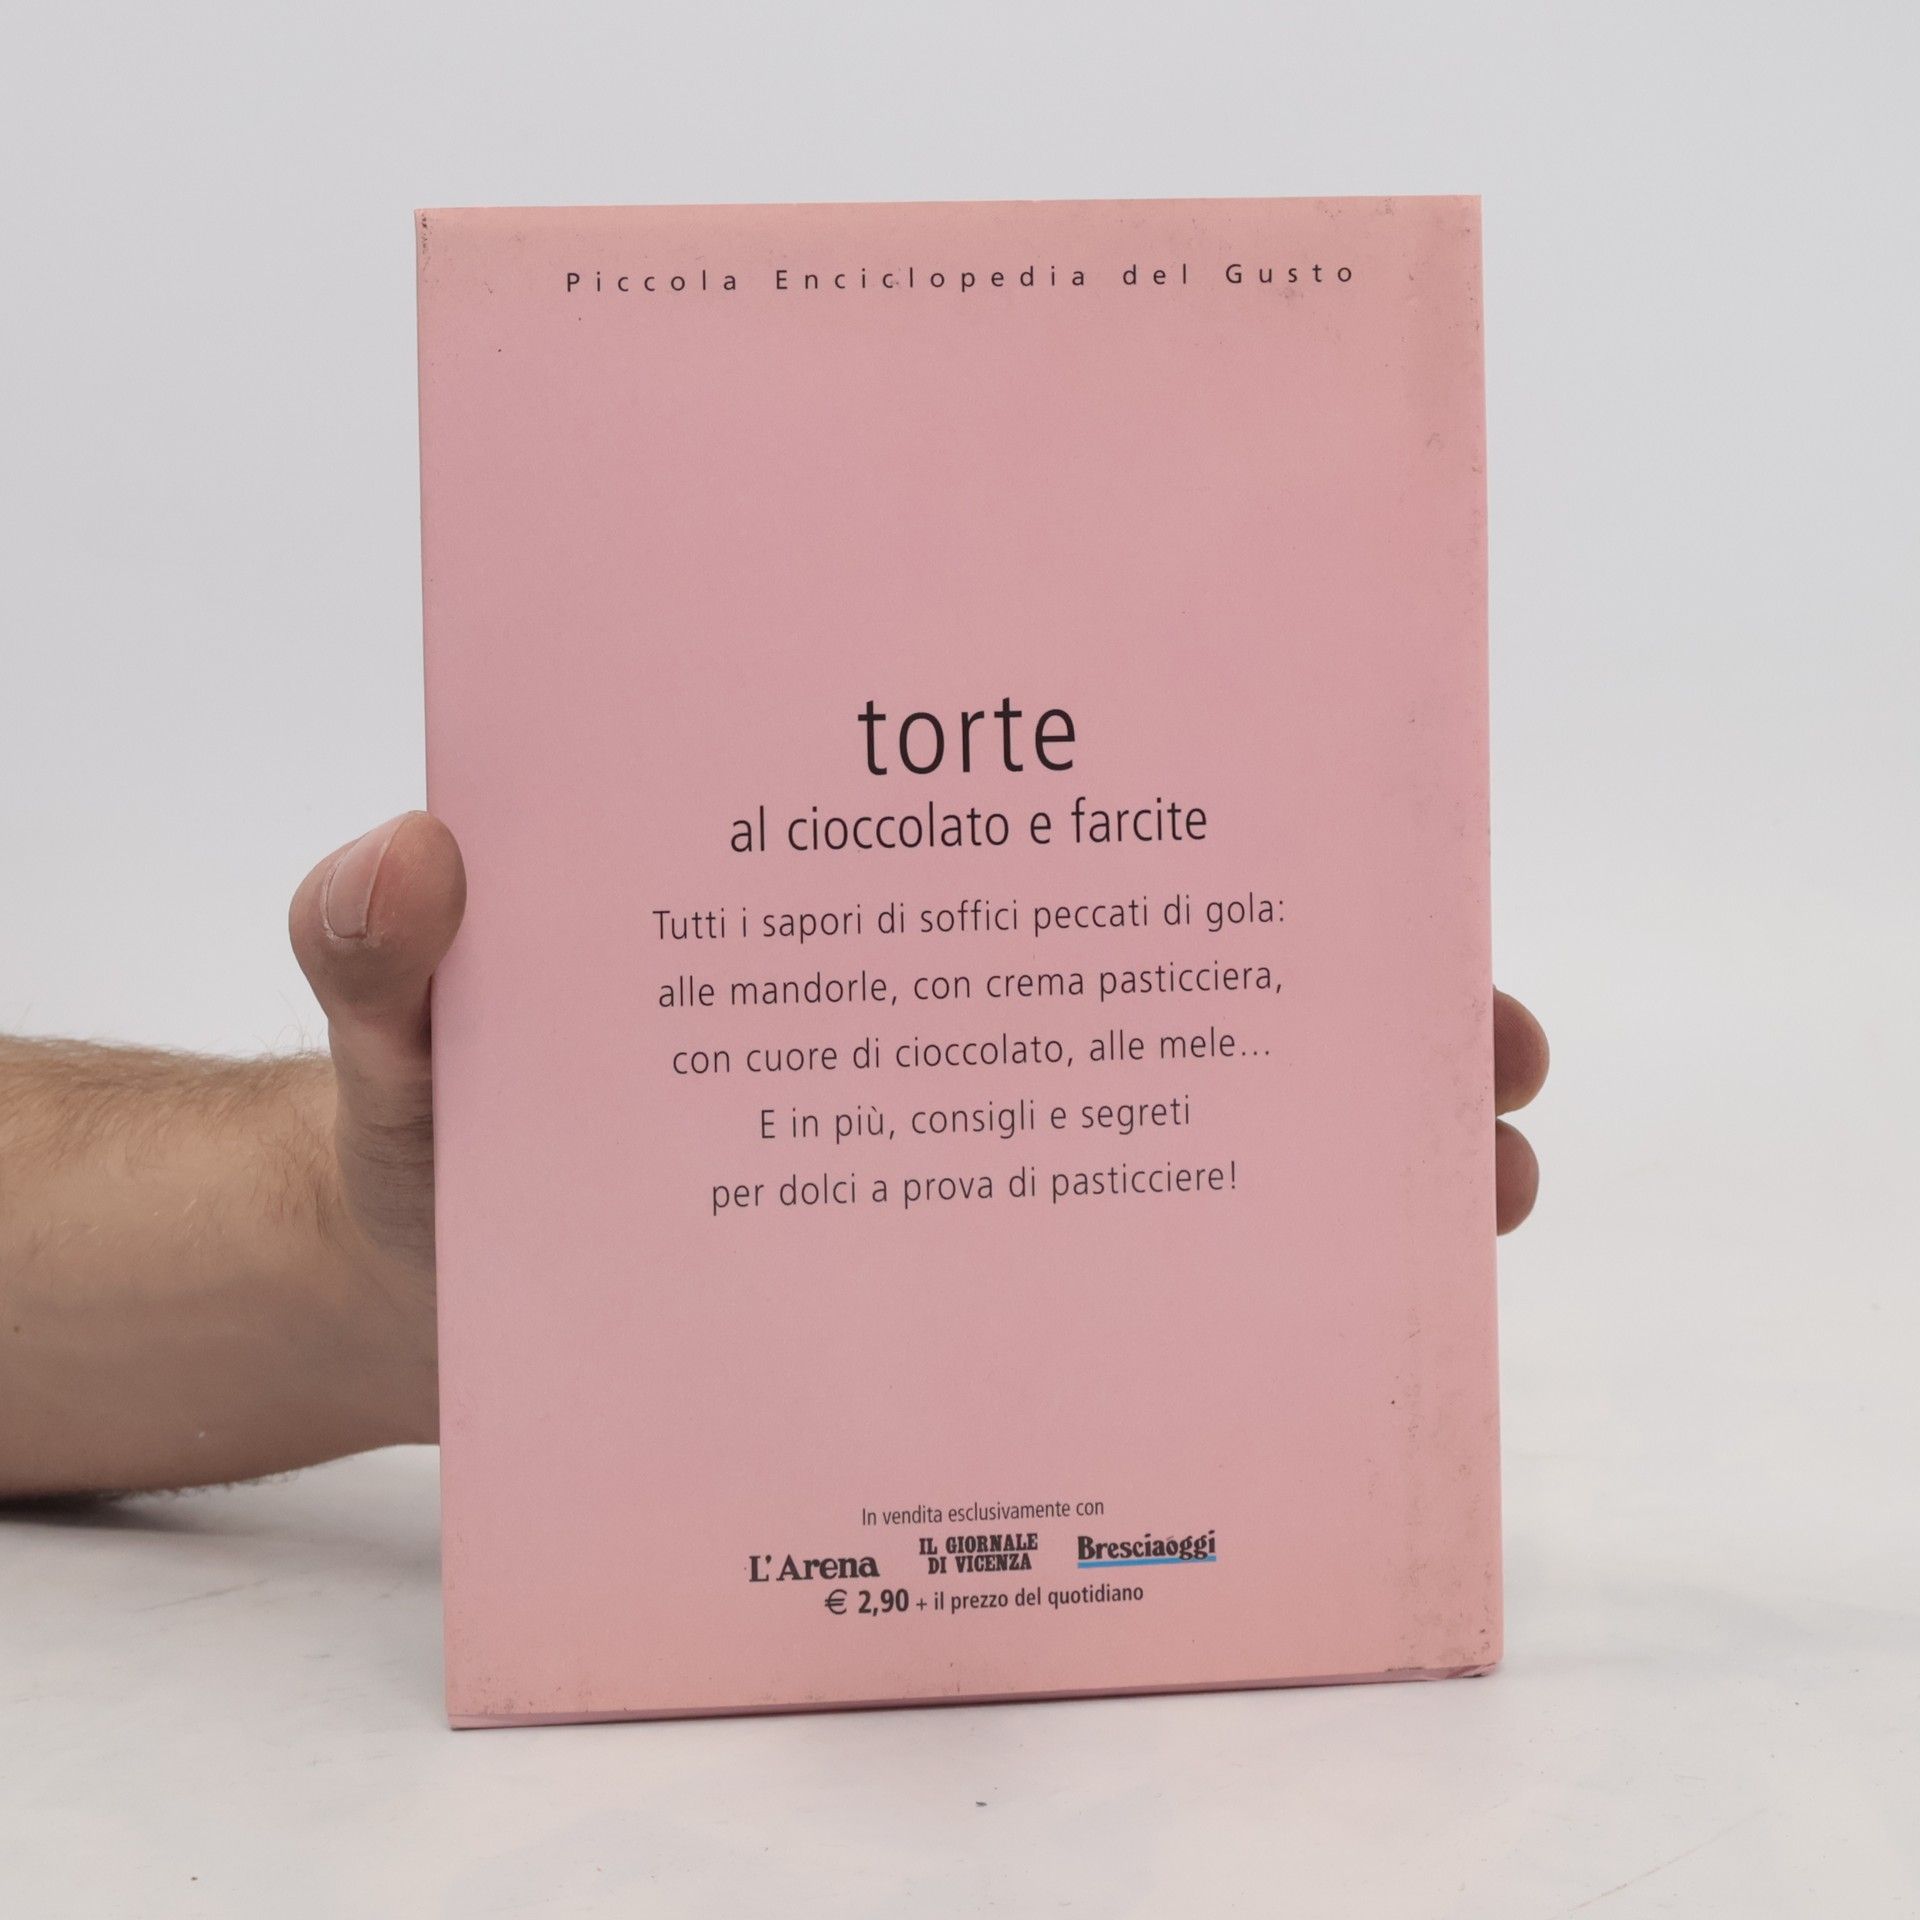 Piccola Enciclopedia del Gusto
torte
al cioccolato e farcite
Tutti i sapori di soffici peccati di gola:
alle mandorle, con crema pasticciera,
con cuore di cioccolato, alle mele...
E in più, consigli e segreti
per dolci a prova di pasticciere!
In vendita esclusivamente con
L'Arena IL GIORNALE DI VICENZA Bresciaoggi
€ 2,90 + il prezzo del quotidiano